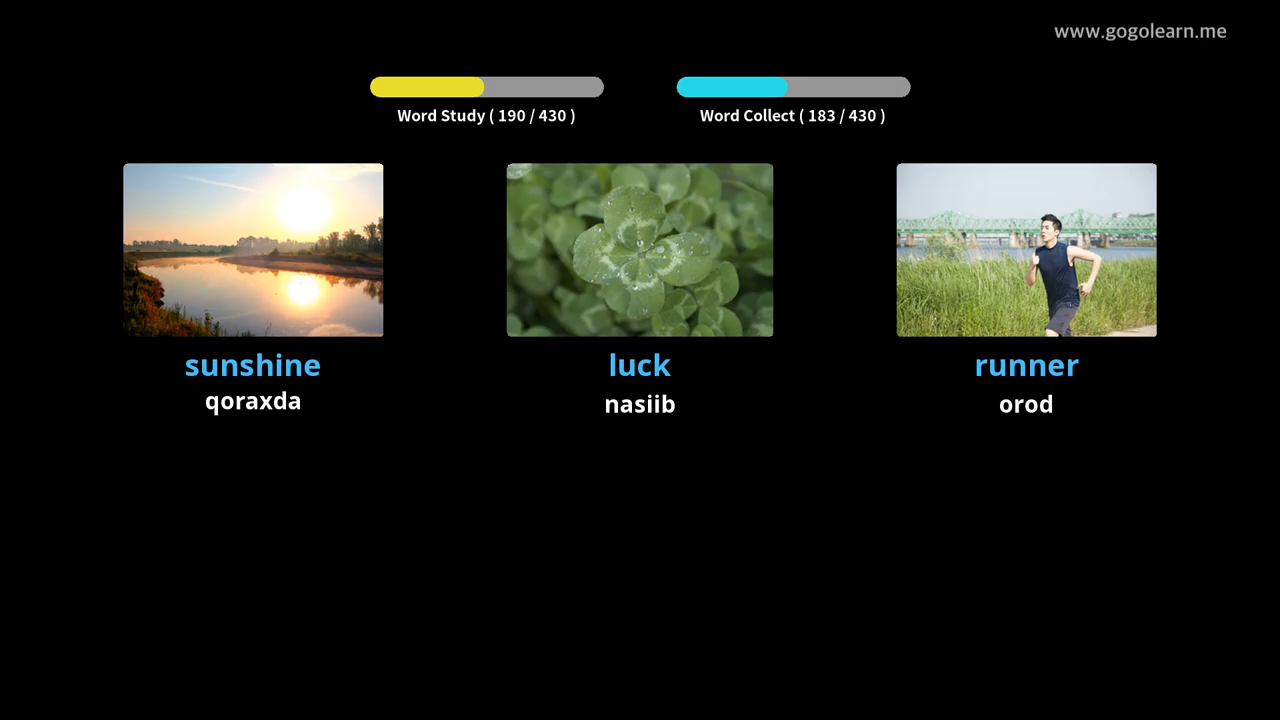 www.gogolearn.me
Word Study ( 190 / 430 )
Word Collect ( 183 / 430 )
sunshine
qoraxda
luck
nasiib
runner
orod